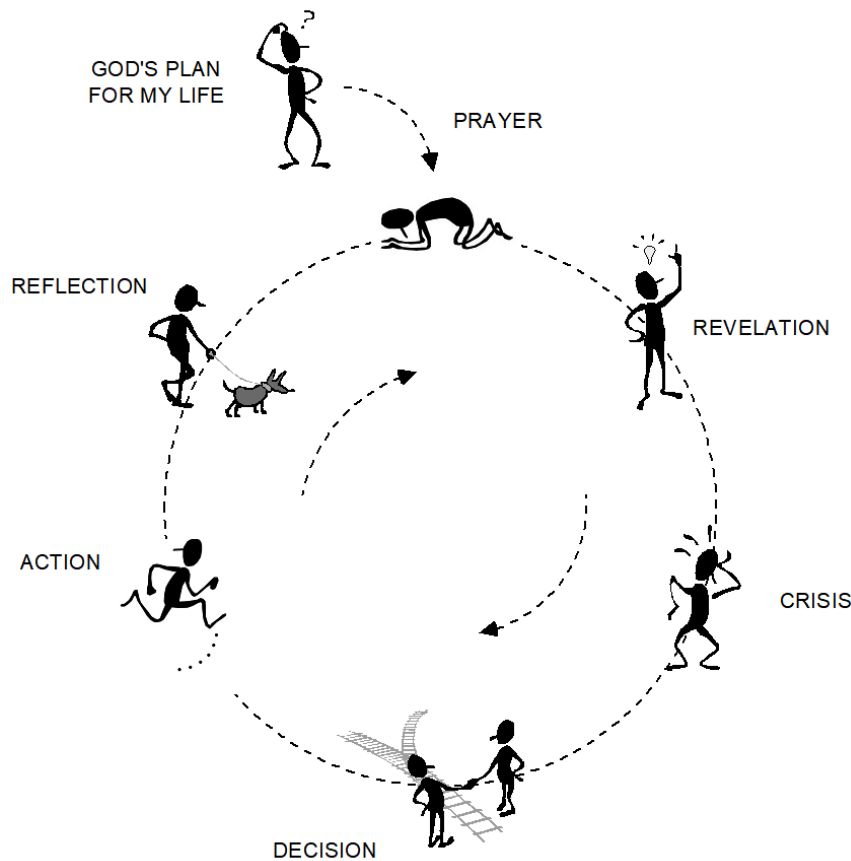 ?
GOD'S PLAN
FOR MY LIFE
PRAYER
REVELATION
CRISIS
DECISION
ACTION
REFLECTION